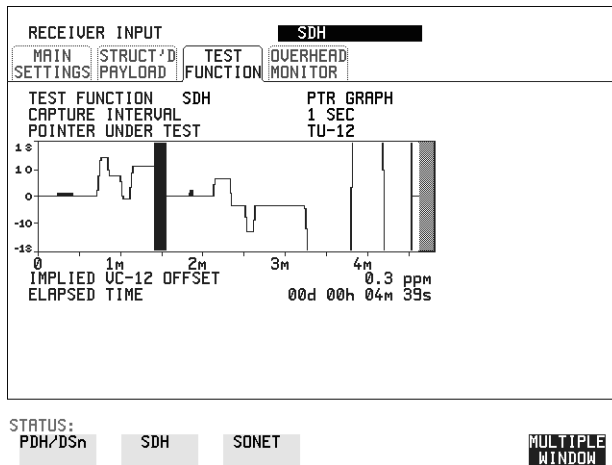 RECEIVER INPUT SDH
MAIN SETTINGS STRUCT'D PAYLOAD TEST FUNCTION OVERHEAD MONITOR
TEST FUNCTION SDH PTR GRAPH
CAPTURE INTERVAL 1 SEC
POINTER UNDER TEST TU-12
18
10
0
-10
-18
0 1m 2m 3m 4m
IMPLIED VC-12 OFFSET 0.3 ppm
ELAPSED TIME 00d 00h 04m 39s
STATUS:
PDH/DSn SDH SONET MULTIPLE WINDOW